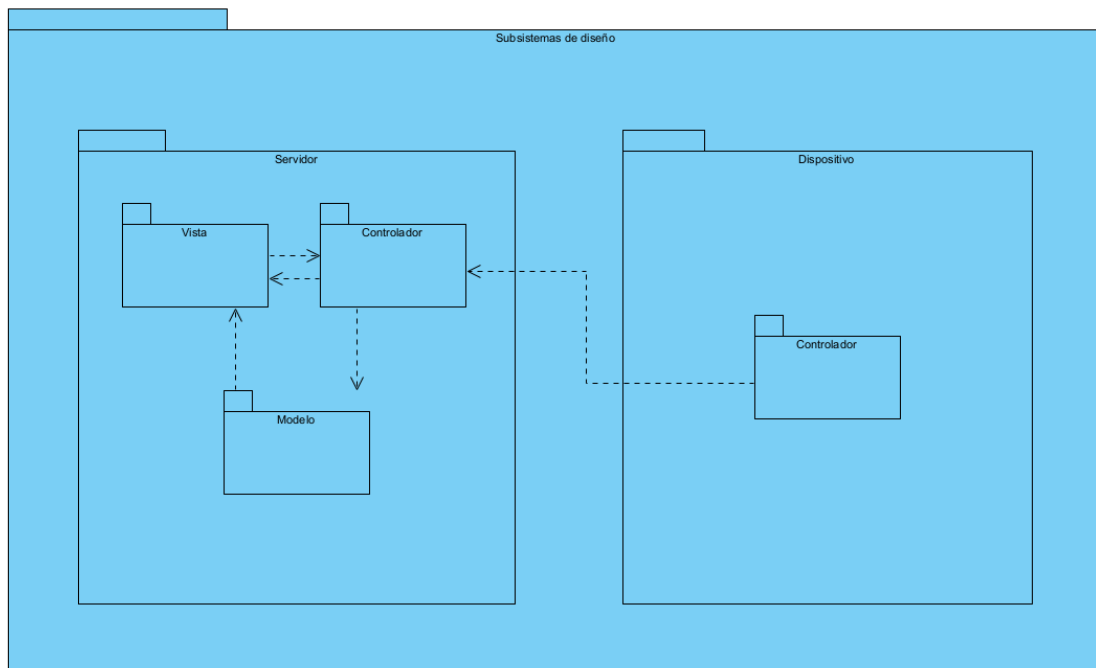 Subsistemas de diseño
Servidor
Dispositivo
Vista
Controlador
Controlador
Modelo